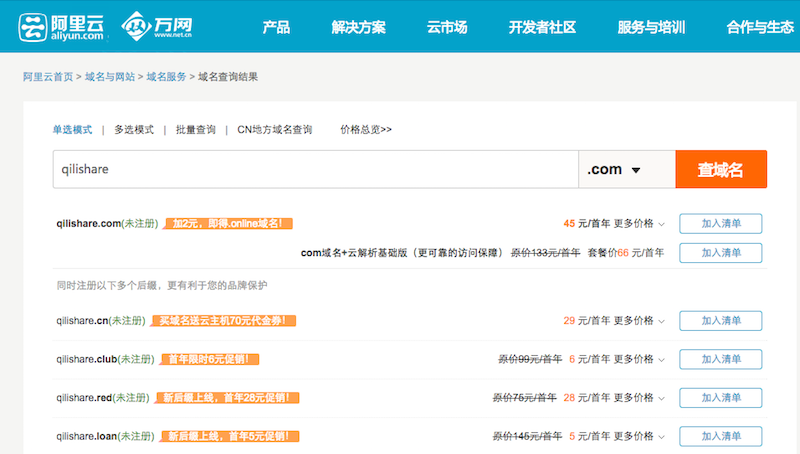 阿里云 万网 产品 解决方案 云市场 开发者社区 服务与培训 合作与生态
aliyun.com www.net.cn
阿里云首页 > 域名与网站 > 域名服务 > 域名查询结果
单选模式 | 多选模式 | 批量查询 | CN地方域名查询 价格总览>>
qilishare .com 查域名
qilishare.com(未注册) 加2元，即得.online域名! 45 元/首年 更多价格 加入清单
com域名+云解析基础版（更可靠的访问保障） 原价133元/首年 套餐价66 元/首年 加入清单
同时注册以下多个后缀，更有利于您的品牌保护
qilishare.cn(未注册) 买域名送云主机70元代金券! 29 元/首年 更多价格 加入清单
qilishare.club(未注册) 首年限时6元促销! 原价99元/首年 6 元/首年 更多价格 加入清单
qilishare.red(未注册) 新后缀上线，首年28元促销! 原价75元/首年 28 元/首年 更多价格 加入清单
qilishare.loan(未注册) 新后缀上线，首年5元促销! 原价145元/首年 5 元/首年 更多价格 加入清单